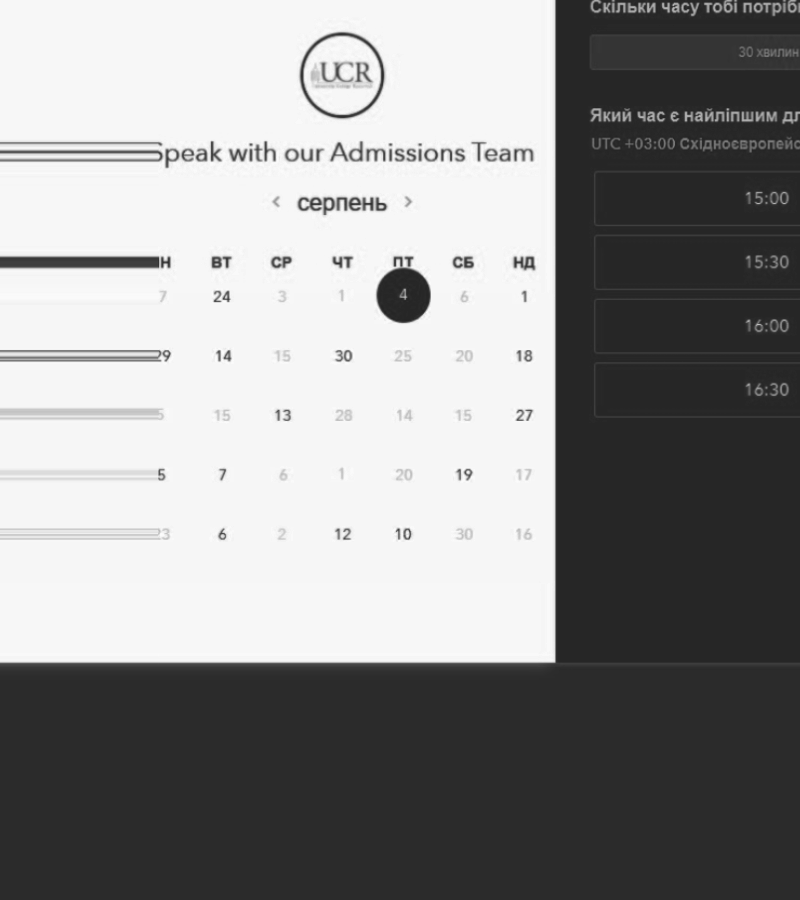 UCR
Speak with our Admissions Team
< серпень >
Н ВТ СР ЧТ ПТ СБ НД
7 24 3 1 4 6 1
29 14 15 30 25 20 18
5 15 13 28 14 15 27
5 7 6 1 20 19 17
23 6 2 12 10 30 16
Скільки часу тобі потріб
30 хвилин
Який час є найліпшим дл
UTC +03:00 Східноєвропейс
15:00
15:30
16:00
16:30